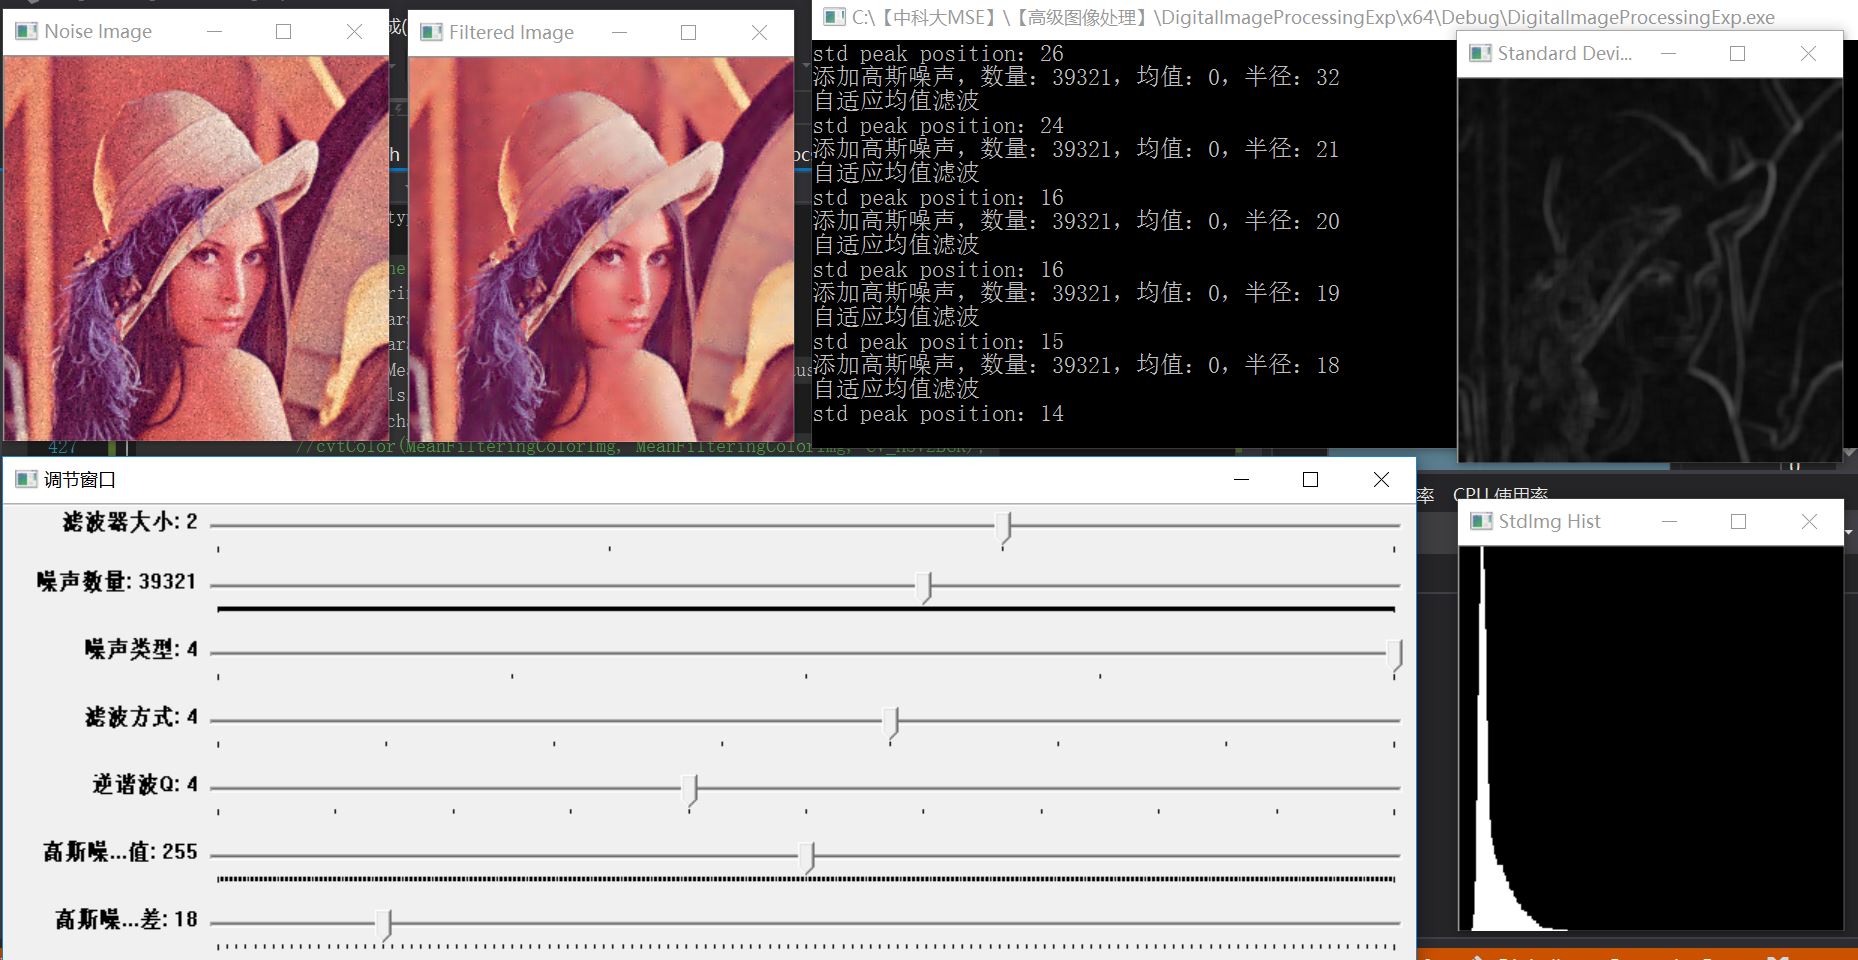 Noise Image
Filtered Image
C:\【中科大MSE】\【高级图像处理】\DigitalImageProcessingExp\x64\Debug\DigitalImageProcessingExp.exe
std peak position: 26
添加高斯噪声，数量：39321，均值：0，半径：32
自适应均值滤波
std peak position: 24
添加高斯噪声，数量：39321，均值：0，半径：21
自适应均值滤波
std peak position: 16
添加高斯噪声，数量：39321，均值：0，半径：20
自适应均值滤波
std peak position: 16
添加高斯噪声，数量：39321，均值：0，半径：19
自适应均值滤波
std peak position: 15
添加高斯噪声，数量：39321，均值：0，半径：18
自适应均值滤波
std peak position: 14
Standard Devi...
427 //cvtColor(MeanFilteringColorImg, MeanFilteringColorImg, CV_HSV2BGR);
调节窗口
滤波器大小: 2
噪声数量: 39321
噪声类型: 4
滤波方式: 4
逆谐波Q: 4
高斯噪...值: 255
高斯噪...差: 18
率 CPU 使用率
StdImg Hist